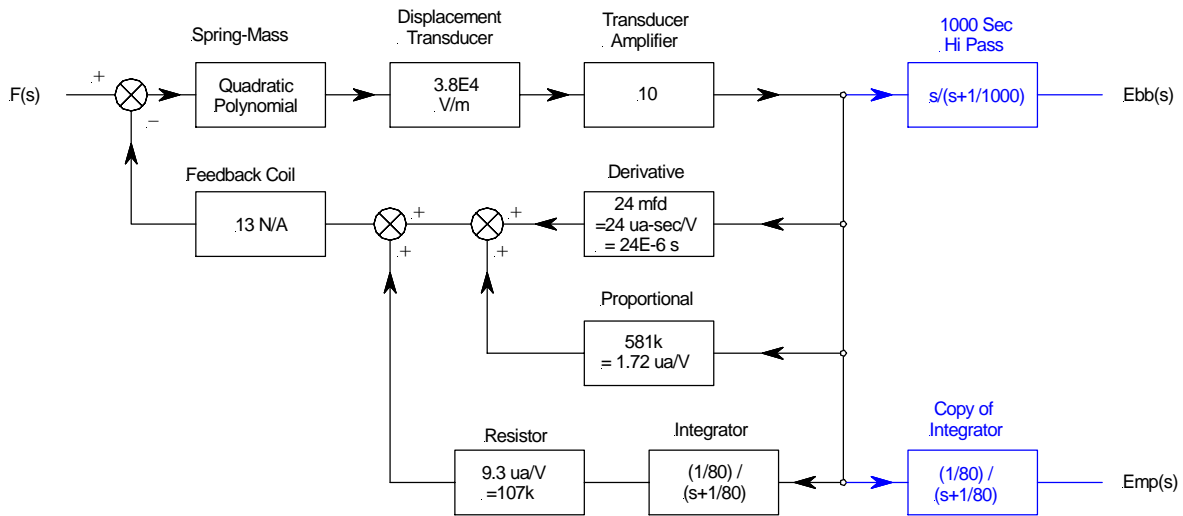 Spring-Mass
Displacement
Transducer
Transducer
Amplifier
1000 Sec
Hi Pass
F(s)
+
−
Quadratic
Polynomial
3.8E4
V/m
10
s/(s+1/1000)
Ebb(s)
Feedback Coil
13 N/A
+
+
+
+
Derivative
24 mfd
=24 ua-sec/V
= 24E-6 s
Proportional
581k
= 1.72 ua/V
Resistor
9.3 ua/V
=107k
Integrator
(1/80) /
(s+1/80)
Copy of
Integrator
(1/80) /
(s+1/80)
Emp(s)